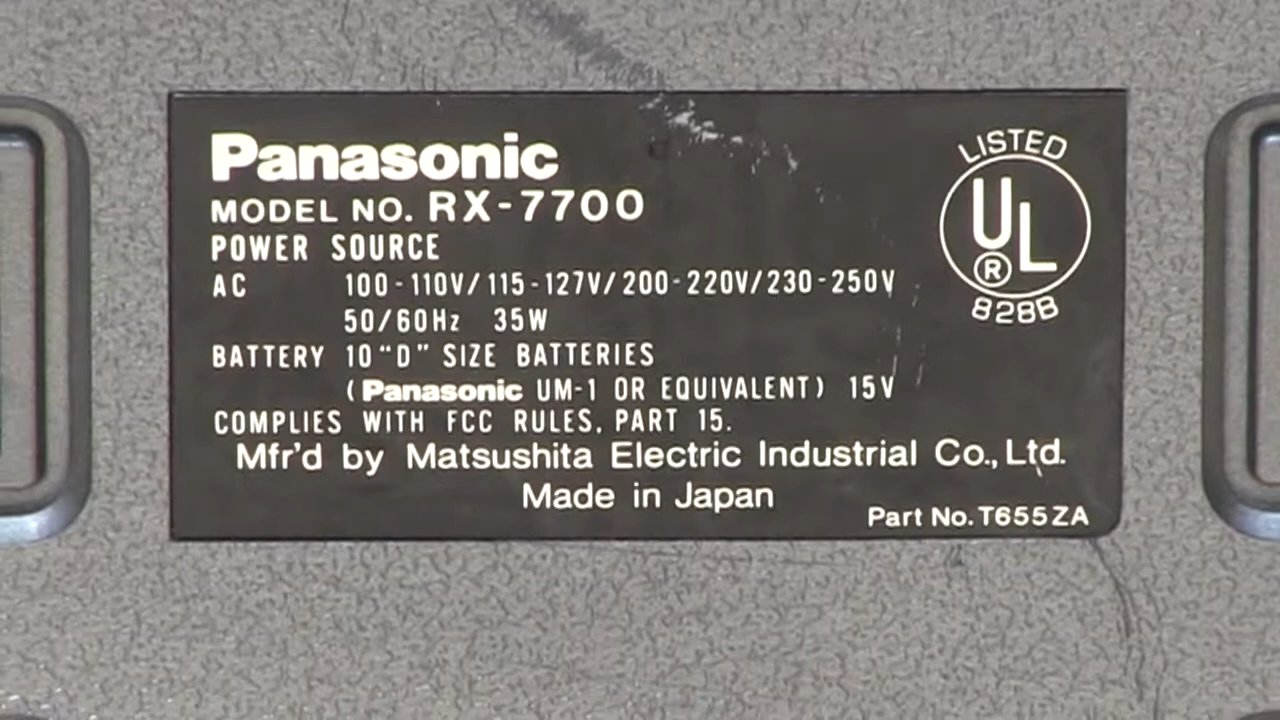 Panasonic
MODEL NO. RX-7700
POWER SOURCE
AC 100-110V/115-127V/200-220V/230-250V
50/60Hz 35W
BATTERY 10 "D" SIZE BATTERIES
(Panasonic UM-1 OR EQUIVALENT) 15V
COMPLIES WITH FCC RULES, PART 15.
Mfr'd by Matsushita Electric Industrial Co., Ltd.
Made in Japan
Part No. T655ZA
LISTED
UL
®
828B